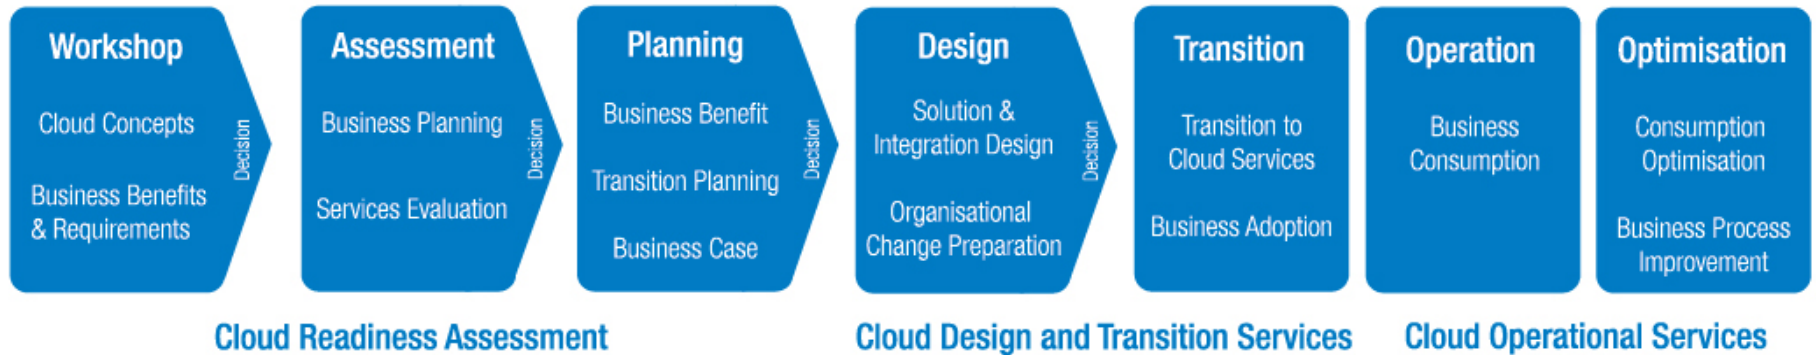 Workshop
Cloud Concepts
Business Benefits
& Requirements
Decision
Assessment
Business Planning
Services Evaluation
Decision
Planning
Business Benefit
Transition Planning
Business Case
Decision
Design
Solution &
Integration Design
Organisational
Change Preparation
Decision
Transition
Transition to
Cloud Services
Business Adoption
Operation
Business
Consumption
Optimisation
Consumption
Optimisation
Business Process
Improvement
Cloud Readiness Assessment
Cloud Design and Transition Services
Cloud Operational Services